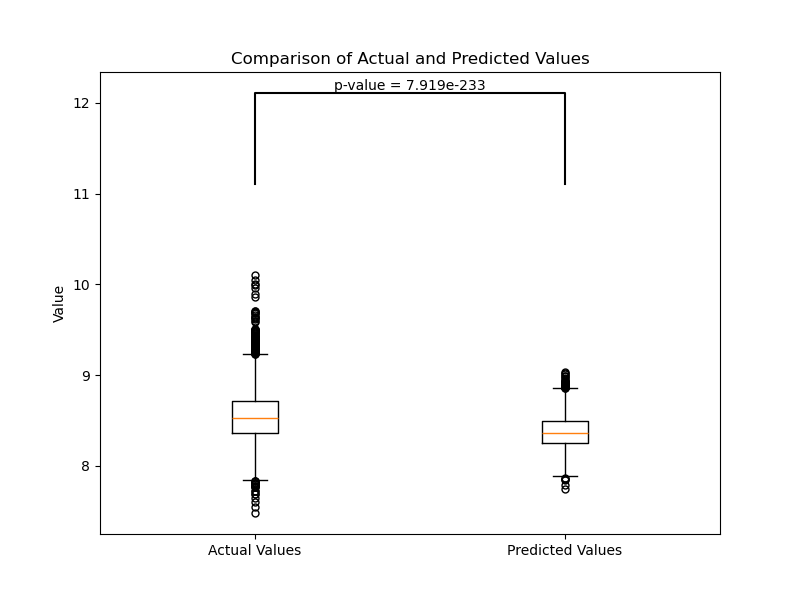 Comparison of Actual and Predicted Values
p-value = 7.919e-233
12
11
10
9
8
Value
Actual Values
Predicted Values